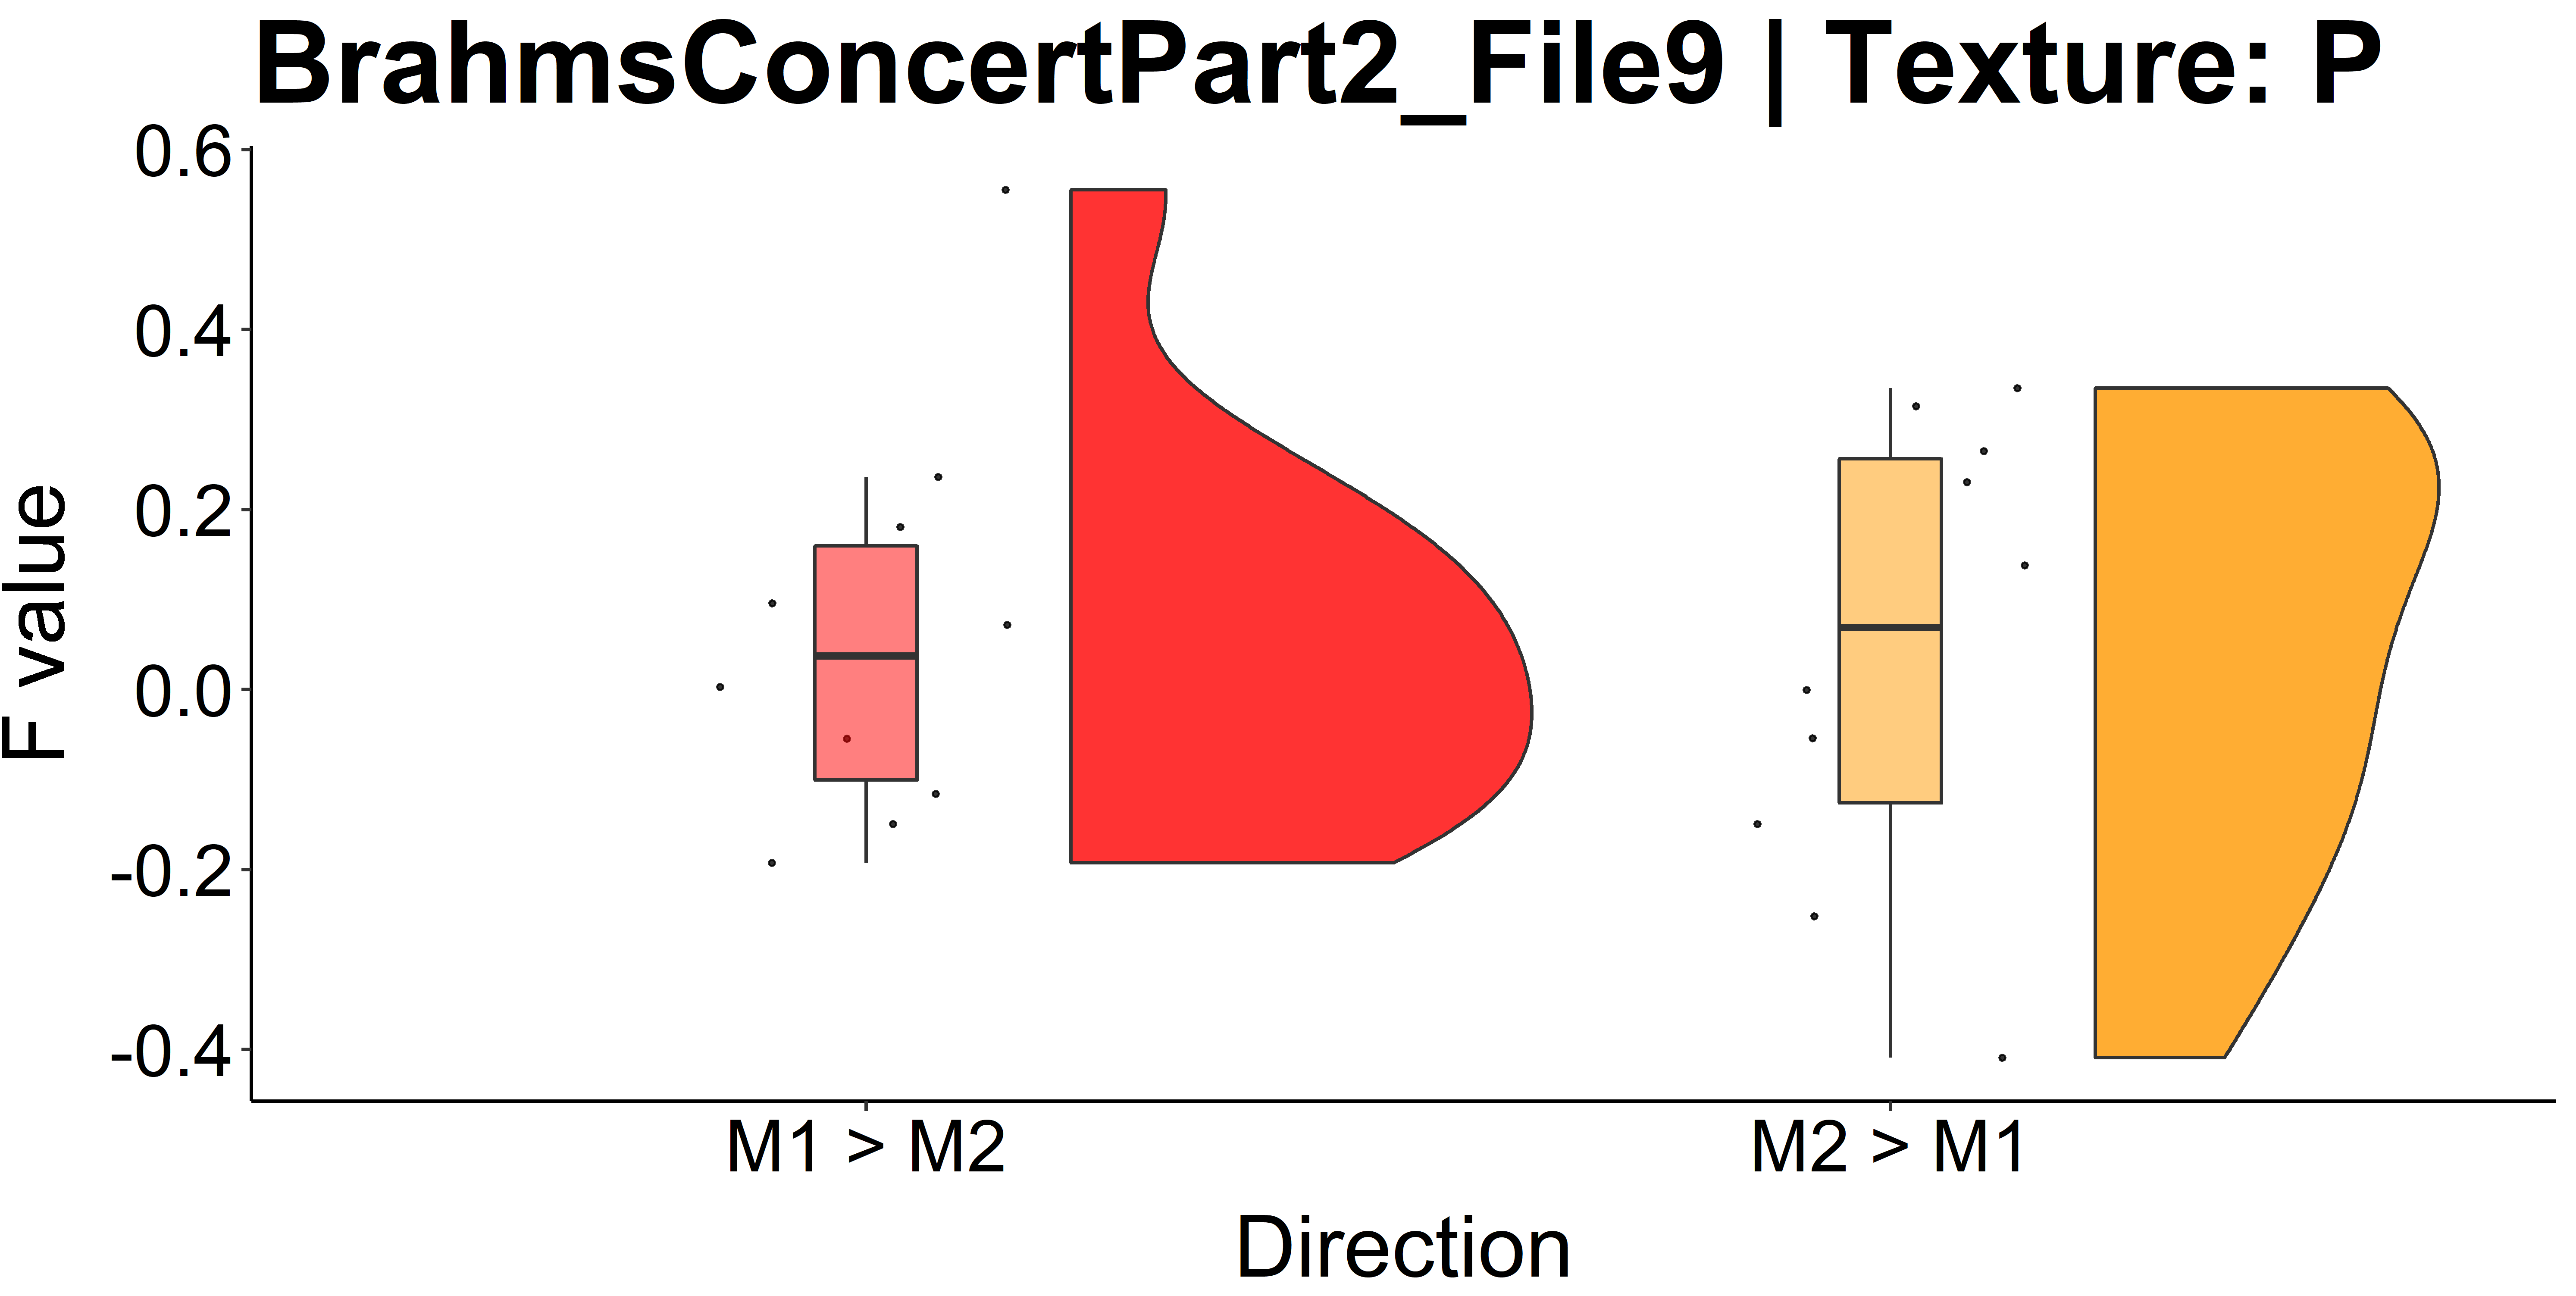 BrahmsConcertPart2_File9 | Texture: P
0.6
0.4
0.2
0.0
-0.2
-0.4
F value
M1 > M2
M2 > M1
Direction